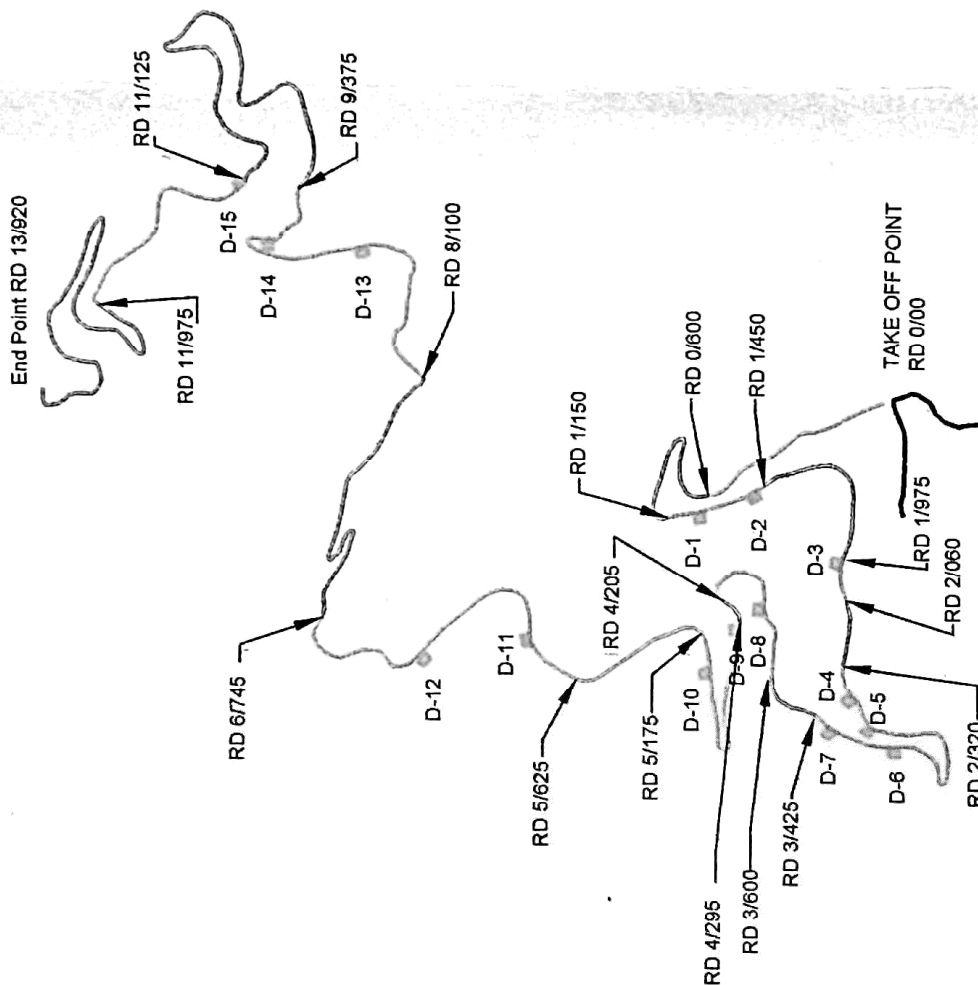 End Point RD 13/920
RD 11/125
RD 9/375
D-15
D-14
D-13
RD 11/975
RD 8/100
RD 6/745
D-12
D-11
RD 5/625
RD 5/175
D-10
RD 4/205
D-9
D-8
RD 4/295
RD 3/600
RD 3/425
D-7
D-6
D-5
D-4
RD 2/320
RD 2/060
RD 1/975
D-3
D-2
D-1
RD 1/150
RD 0/600
RD 1/450
TAKE OFF POINT
RD 0/00